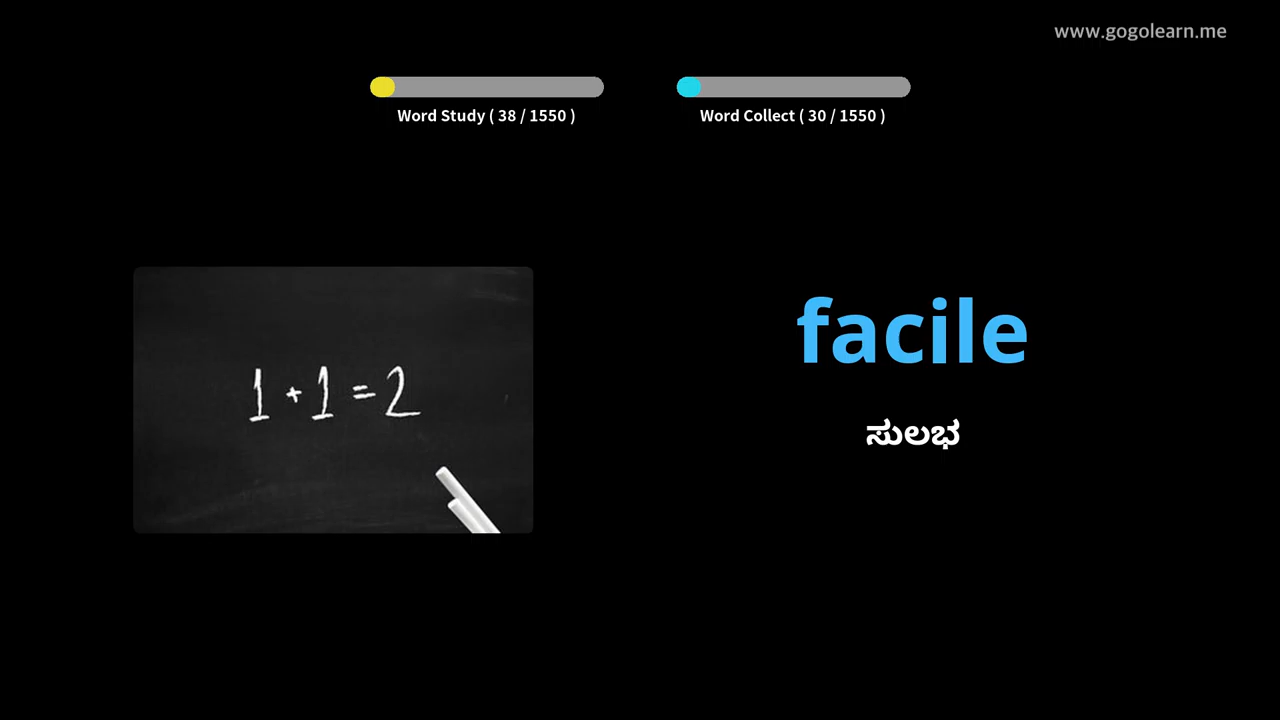 www.gogolearn.me
Word Study ( 38 / 1550 )
Word Collect ( 30 / 1550 )
1 + 1 = 2
facile
ಸುಲಭ